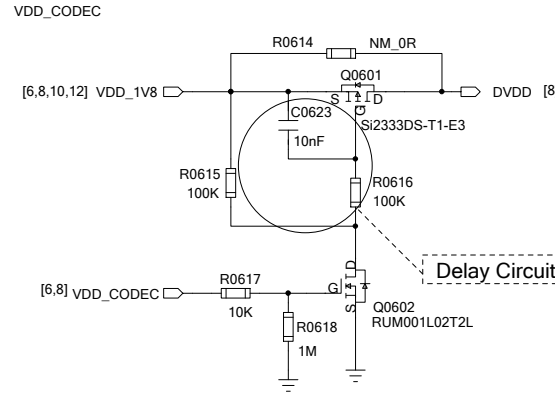 VDD_CODEC
R0614 NM_0R
Q0601
[6,8,10,12] VDD_1V8 S D DVDD [8
G
C0623 Si2333DS-T1-E3
10nF
R0615 R0616
100K 100K
D Delay Circuit
[6,8] VDD_CODEC R0617 G
10K S Q0602
R0618 RUM001L02T2L
1M